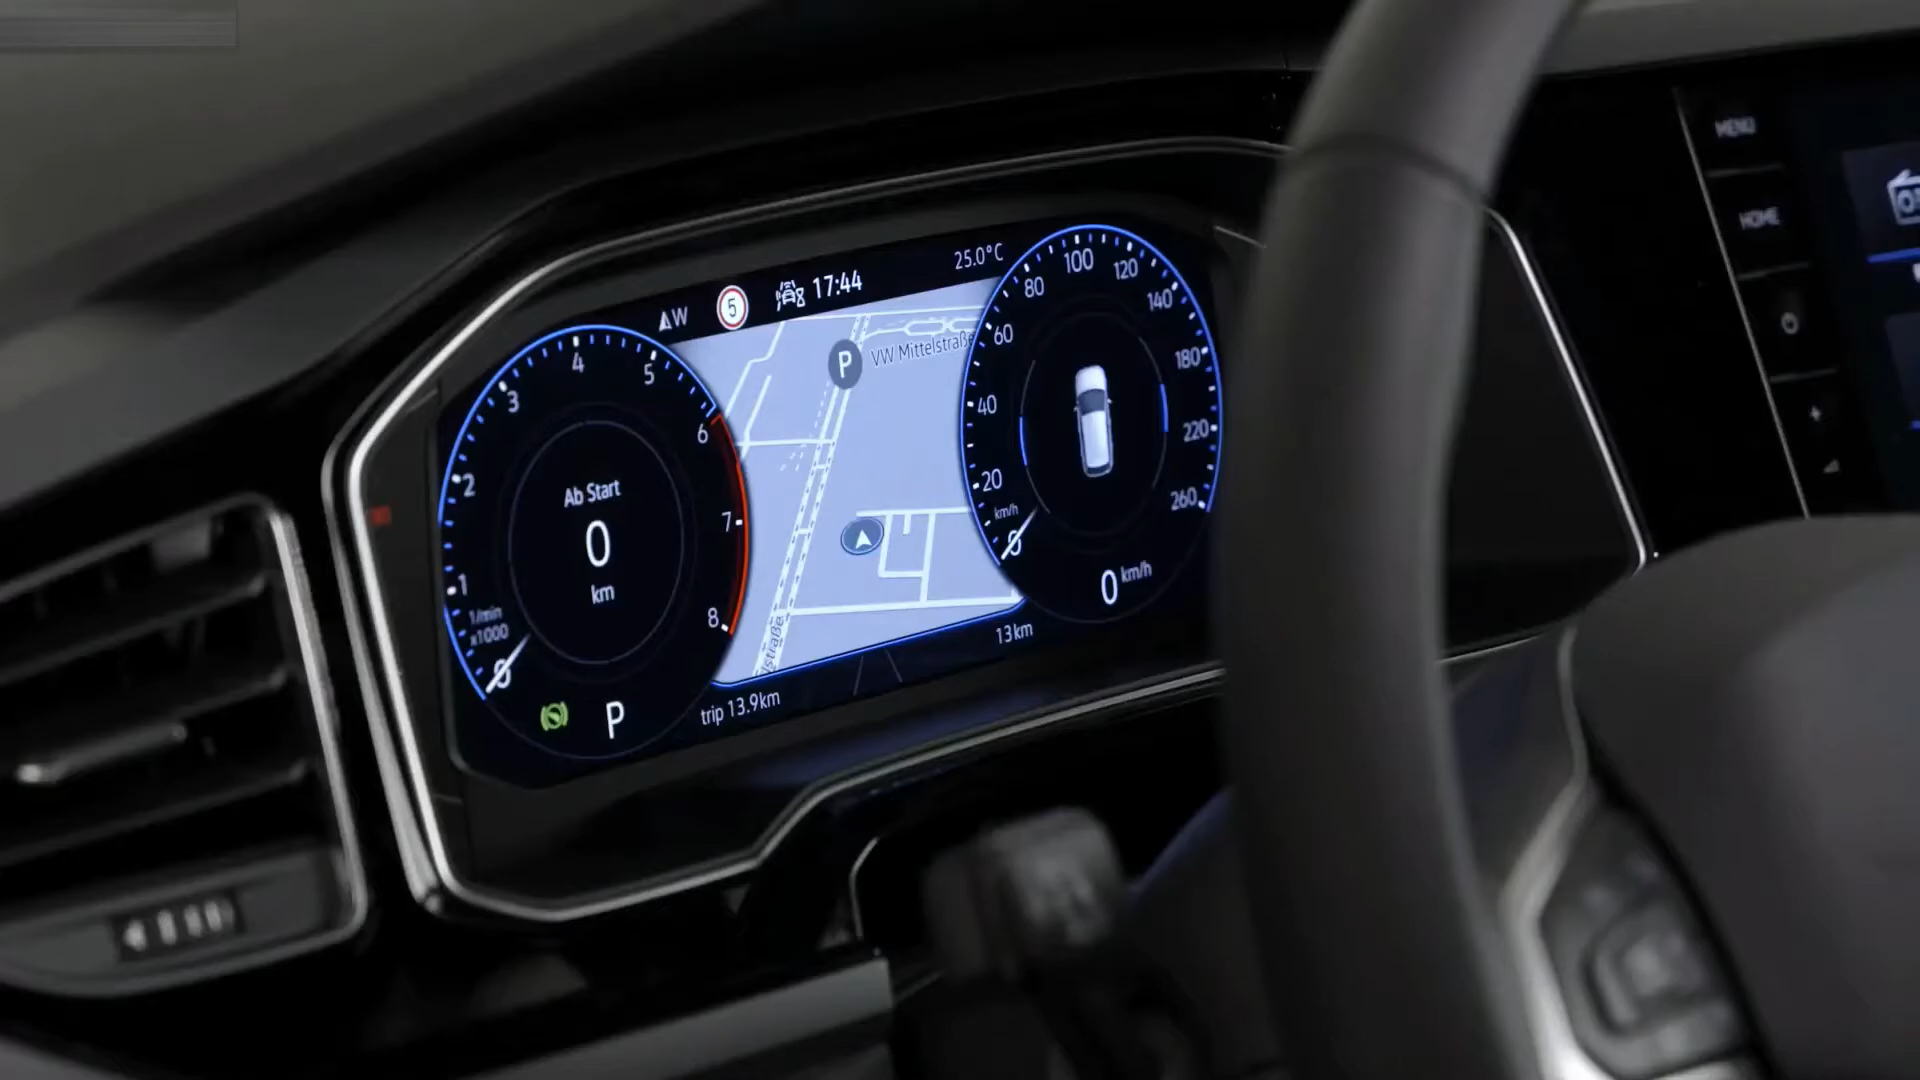 W
5
17:44
25.0°C
P VW Mittelstraße
1
2
3
4
5
6
7
8
1/min
x1000
0
Ab Start
0
km
P
trip 13.9km
lstraße
13km
20
40
60
80
100
120
140
180
220
260
km/h
0
0 km/h
MENU
HOME